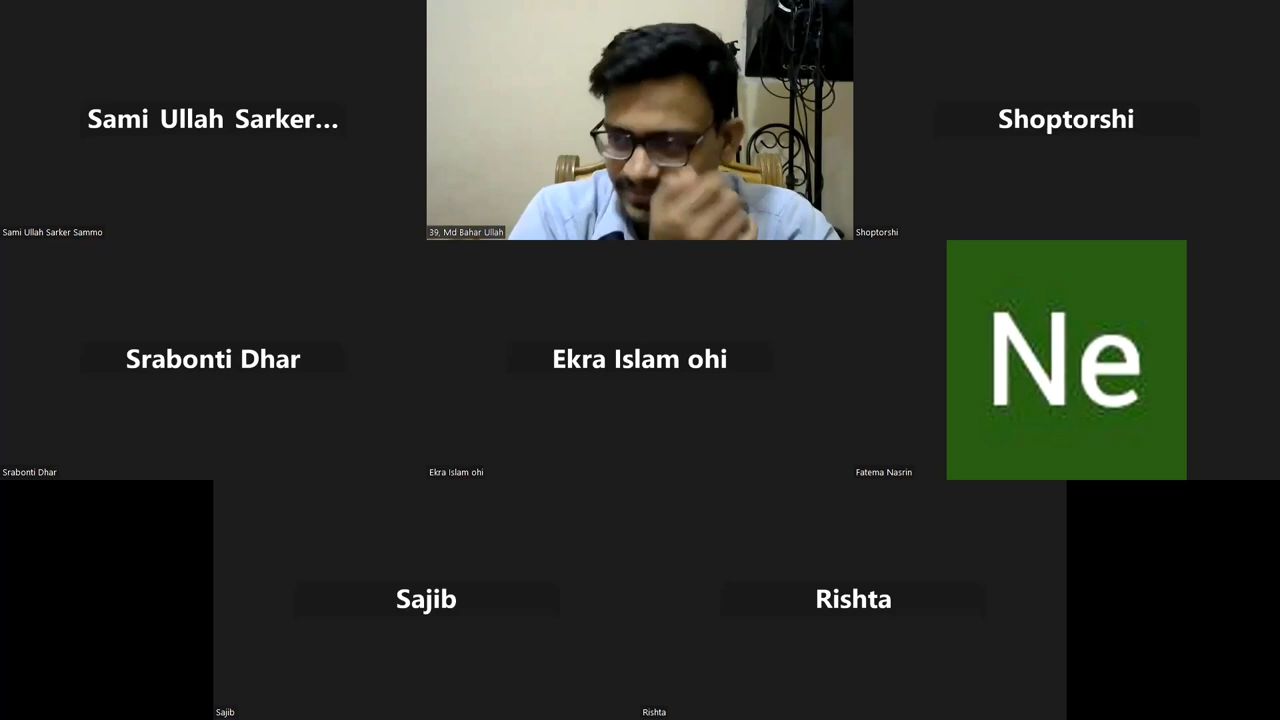 Sami Ullah Sarker...
Shoptorshi
Sami Ullah Sarker Sammo
39, Md Bahar Ullah
Shoptorshi
Srabonti Dhar
Ekra Islam ohi
Ne
Srabonti Dhar
Ekra Islam ohi
Fatema Nasrin
Sajib
Rishta
Sajib
Rishta